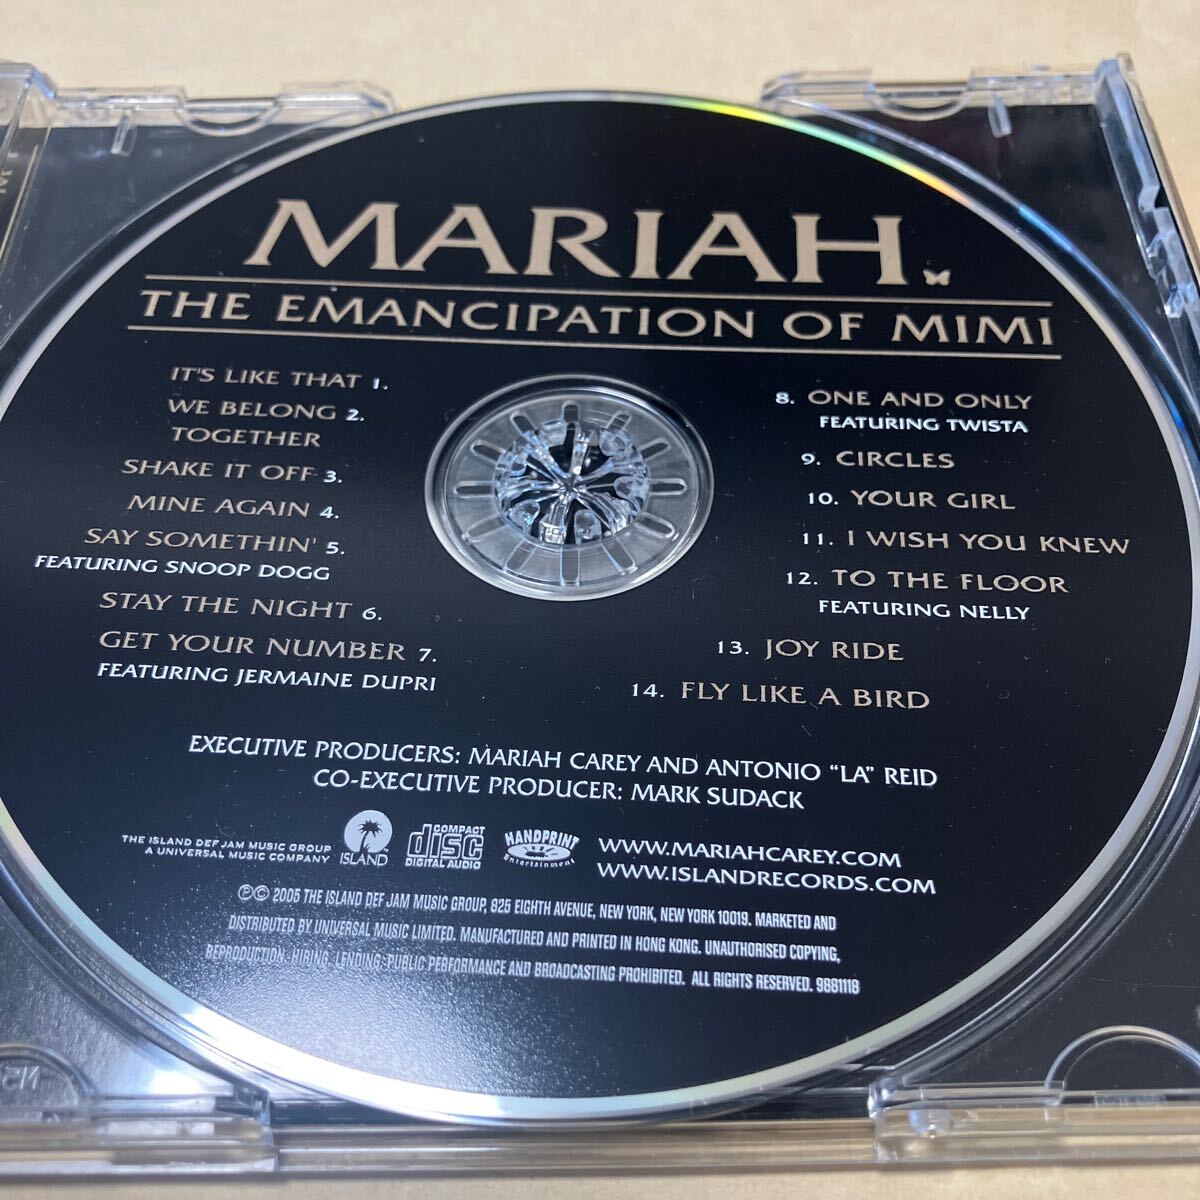 MARIAH.
THE EMANCIPATION OF MIMI
IT'S LIKE THAT 1.
WE BELONG 2.
TOGETHER
SHAKE IT OFF 3.
MINE AGAIN 4.
SAY SOMETHIN' 5.
FEATURING SNOOP DOGG
STAY THE NIGHT 6.
GET YOUR NUMBER 7.
FEATURING JERMAINE DUPRI
8. ONE AND ONLY
FEATURING TWISTA
9. CIRCLES
10. YOUR GIRL
11. I WISH YOU KNEW
12. TO THE FLOOR
FEATURING NELLY
13. JOY RIDE
14. FLY LIKE A BIRD
EXECUTIVE PRODUCERS: MARIAH CAREY AND ANTONIO "LA" REID
CO-EXECUTIVE PRODUCER: MARK SUDACK
THE ISLAND DEF JAM MUSIC GROUP
A UNIVERSAL MUSIC COMPANY
ISLAND
COMPACT
disc
DIGITAL AUDIO
HANDPRINT
Entertainment
WWW.MARIAHCAREY.COM
WWW.ISLANDRECORDS.COM
℗© 2005 THE ISLAND DEF JAM MUSIC GROUP, 825 EIGHTH AVENUE, NEW YORK, NEW YORK 10019. MARKETED AND
DISTRIBUTED BY UNIVERSAL MUSIC LIMITED. MANUFACTURED AND PRINTED IN HONG KONG. UNAUTHORISED COPYING,
REPRODUCTION, HIRING, LENDING, PUBLIC PERFORMANCE AND BROADCASTING PROHIBITED. ALL RIGHTS RESERVED. 9881118